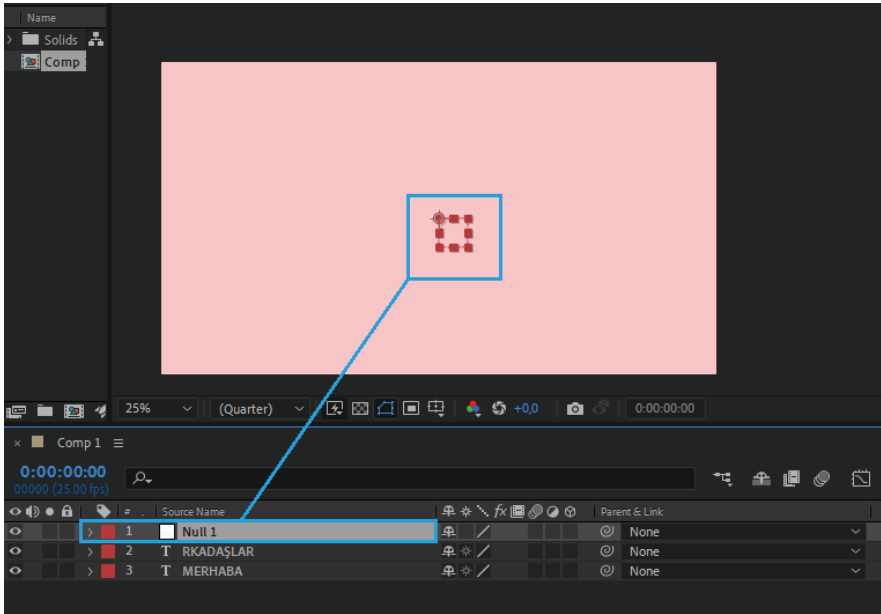 Name
Solids
Comp
25% (Quarter) +0,0 0:00:00:00
× Comp 1
0:00:00:00
00000 (25.00 fps)
# . Source Name fx Parent & Link
1 Null 1 None
2 T RKADAŞLAR None
3 T MERHABA None